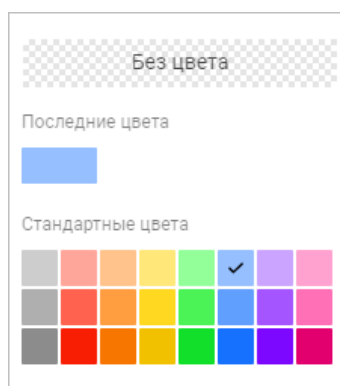 Без цвета
Последние цвета
Стандартные цвета